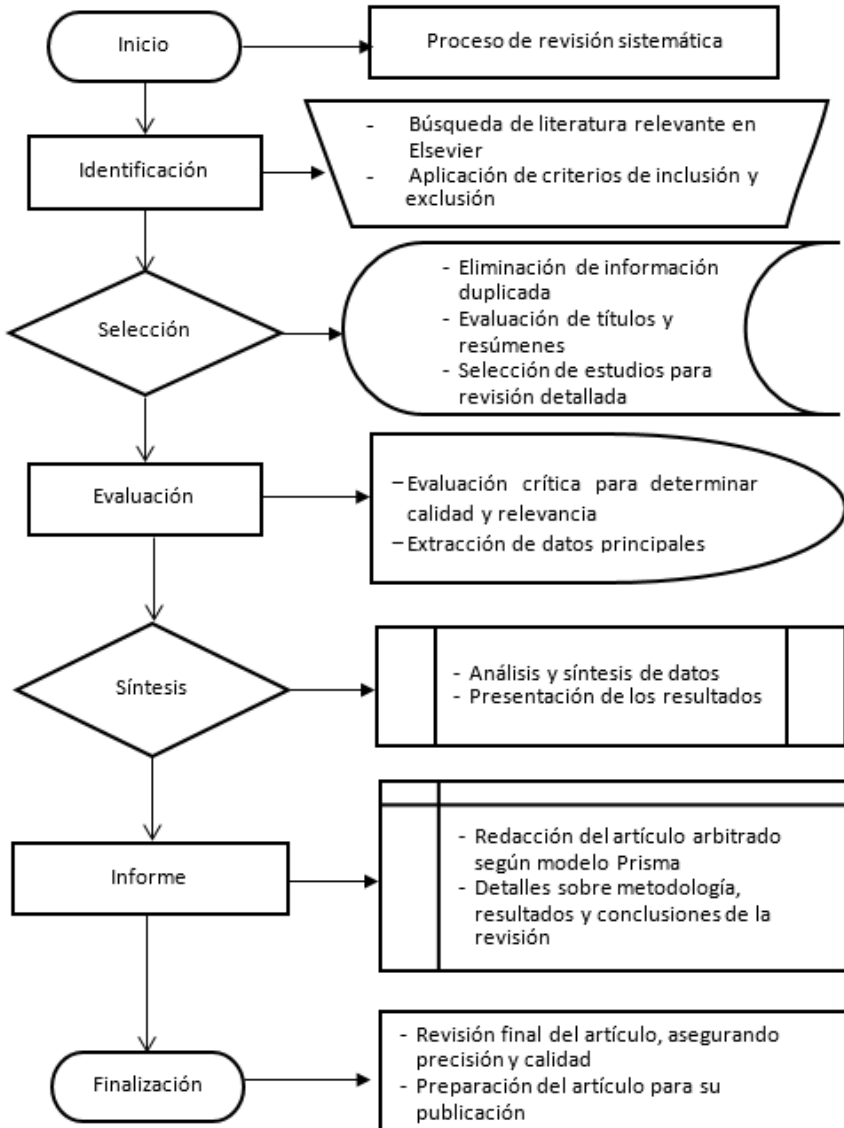 Inicio
Proceso de revisión sistemática
Identificación
- Búsqueda de literatura relevante en
Elsevier
- Aplicación de criterios de inclusión y
exclusión
Selección
- Eliminación de información
duplicada
- Evaluación de títulos y
resúmenes
- Selección de estudios para
revisión detallada
Evaluación
– Evaluación crítica para determinar
calidad y relevancia
– Extracción de datos principales
Síntesis
- Análisis y síntesis de datos
- Presentación de los resultados
Informe
- Redacción del artículo arbitrado
según modelo Prisma
- Detalles sobre metodología,
resultados y conclusiones de la
revisión
Finalización
- Revisión final del artículo, asegurando
precisión y calidad
- Preparación del artículo para su
publicación